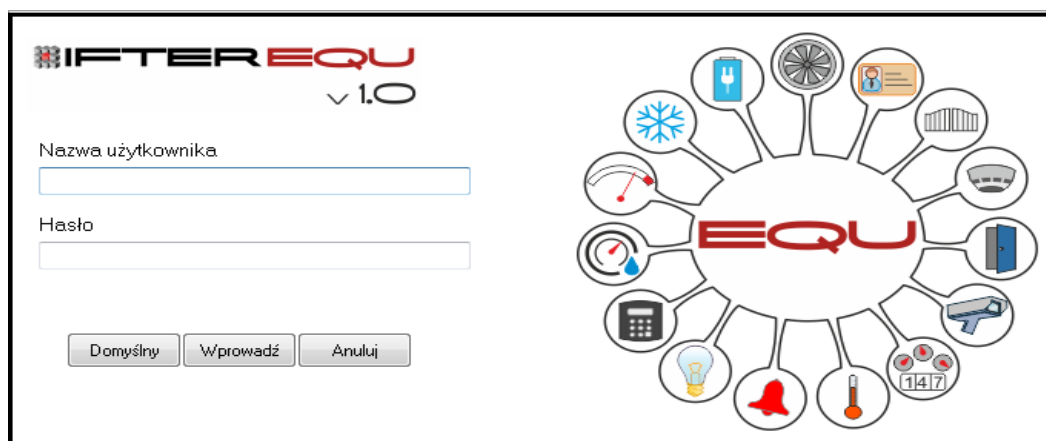 IFTER EQU
v 1.0
Nazwa użytkownika
Hasło
Domyślny Wprowadź Anuluj
EQU
147